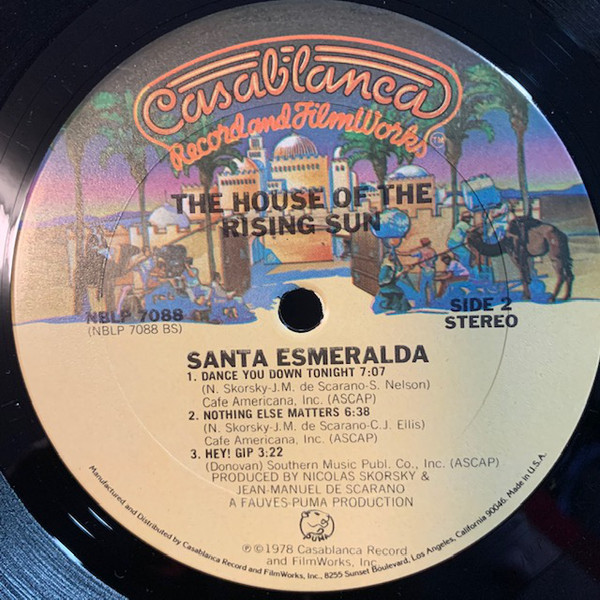 Casablanca
Record and FilmWorks TM
THE HOUSE OF THE
RISING SUN
NBLP 7088
(NBLP 7088 BS)
SIDE 2
STEREO
SANTA ESMERALDA
1. DANCE YOU DOWN TONIGHT 7:07
(N. Skorsky-J.M. de Scarano-S. Nelson)
Cafe Americana, Inc. (ASCAP)
2. NOTHING ELSE MATTERS 6:38
(N. Skorsky-J.M. de Scarano-C.J. Ellis)
Cafe Americana, Inc. (ASCAP)
3. HEY! GIP 3:22
(Donovan) Southern Music Publ. Co., Inc. (ASCAP)
PRODUCED BY NICOLAS SKORSKY &
JEAN-MANUEL DE SCARANO
A FAUVES-PUMA PRODUCTION
PUMA
℗©1978 Casablanca Record
and FilmWorks, Inc.
Manufactured and Distributed by Casablanca Record and FilmWorks, Inc., 8255 Sunset Boulevard, Los Angeles, California 90046. Made in U.S.A.